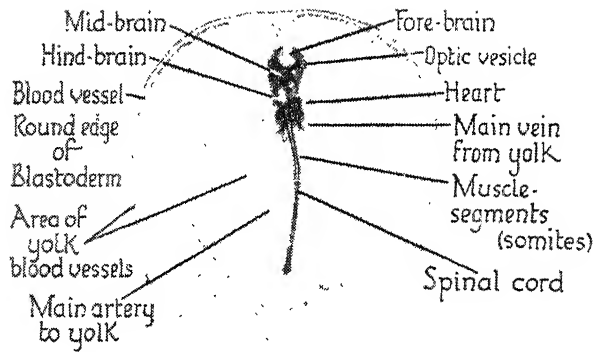 Mid-brain
Hind-brain
Blood vessel
Round edge
of
Blastoderm
Area of
yolk
blood vessels
Main artery
to yolk
Fore-brain
Optic vesicle
Heart
Main vein
from yolk
Muscle-
segments
(somites)
Spinal cord